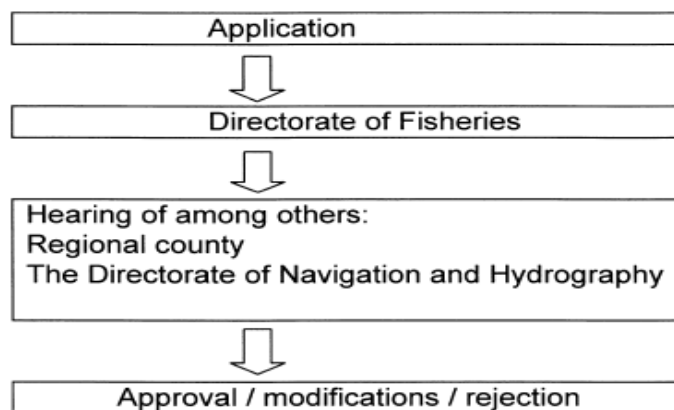 Application
Directorate of Fisheries
Hearing of among others:
Regional county
The Directorate of Navigation and Hydrography
Approval / modifications / rejection